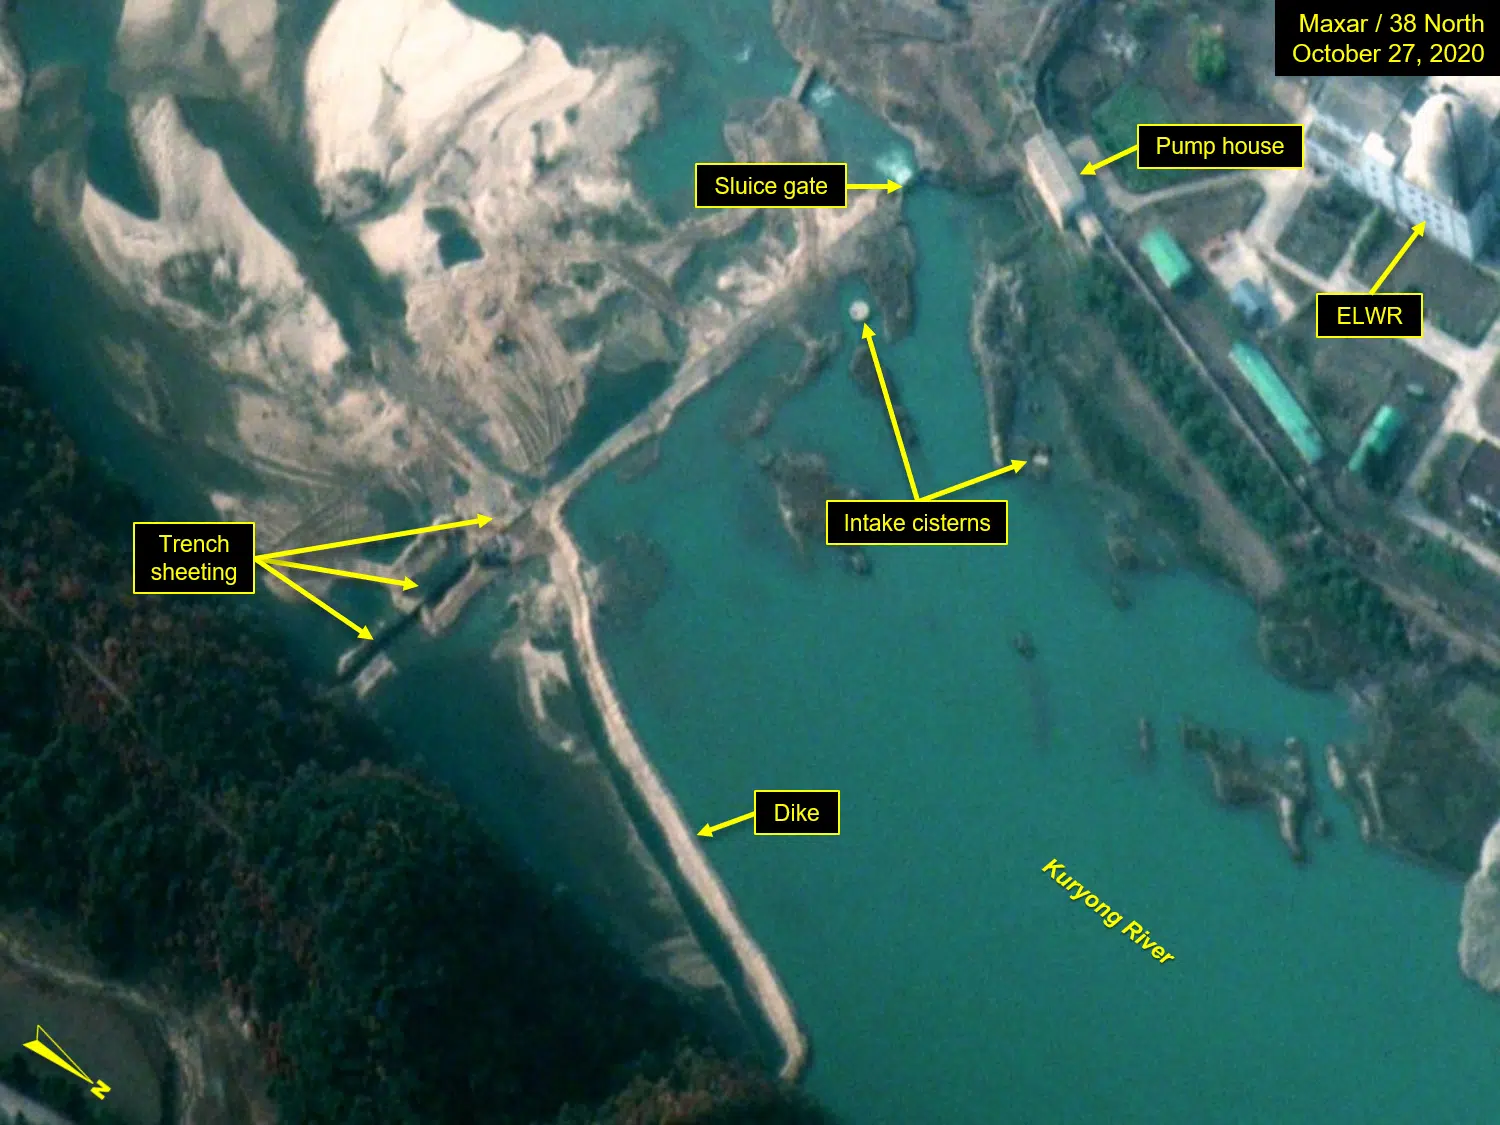 Maxar / 38 North
October 27, 2020
Pump house
Sluice gate
ELWR
Intake cisterns
Trench
sheeting
Dike
Kuryong River
N